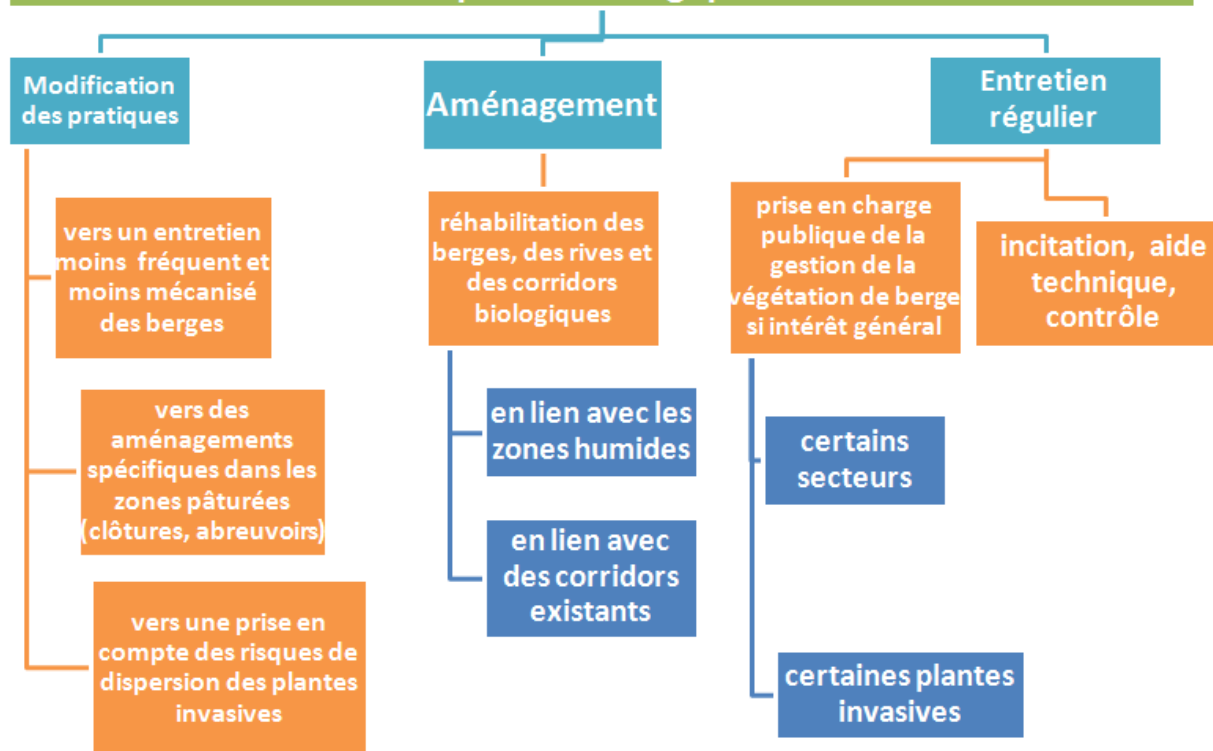 Modification
des pratiques
vers un entretien
moins fréquent et
moins mécanisé
des berges
vers des
aménagements
spécifiques dans les
zones pâturées
(clôtures, abreuvoirs)
vers une prise en
compte des risques de
dispersion des plantes
invasives
Aménagement
réhabilitation des
berges, des rives et
des corridors
biologiques
en lien avec les
zones humides
en lien avec
des corridors
existants
Entretien
régulier
prise en charge
publique de la
gestion de la
végétation de berge
si intérêt général
certains
secteurs
certaines plantes
invasives
incitation, aide
technique,
contrôle